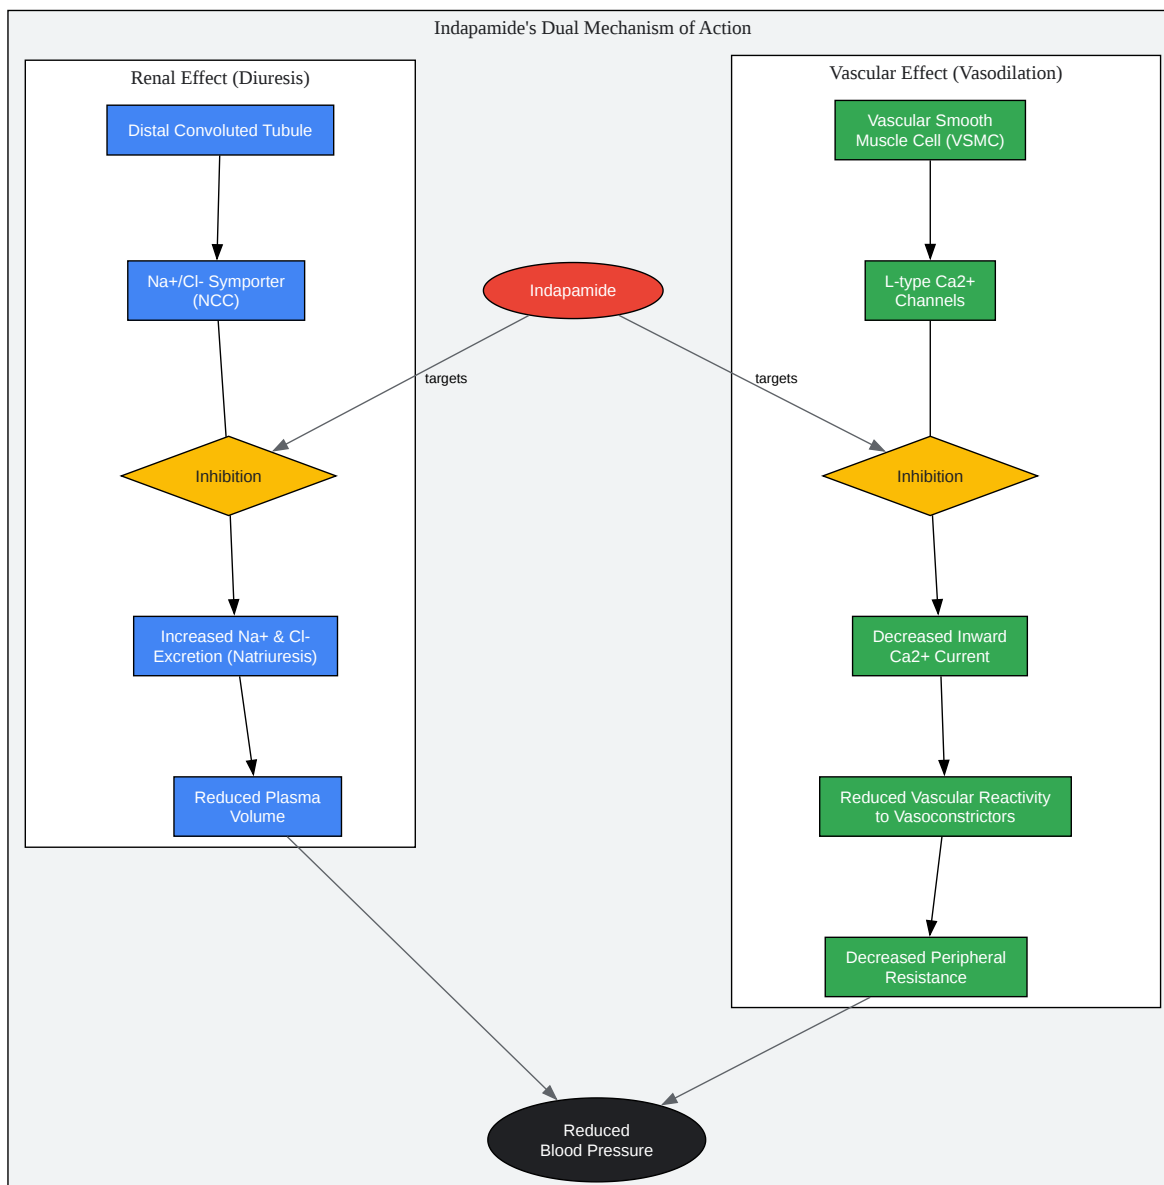 Indapamide's Dual Mechanism of Action
Renal Effect (Diuresis)
Distal Convoluted Tubule
Na+/Cl- Symporter
(NCC)
Inhibition
Increased Na+ & Cl-
Excretion (Natriuresis)
Reduced Plasma
Volume
Indapamide
targets
targets
Vascular Effect (Vasodilation)
Vascular Smooth
Muscle Cell (VSMC)
L-type Ca2+
Channels
Inhibition
Decreased Inward
Ca2+ Current
Reduced Vascular Reactivity
to Vasoconstrictors
Decreased Peripheral
Resistance
Reduced
Blood Pressure